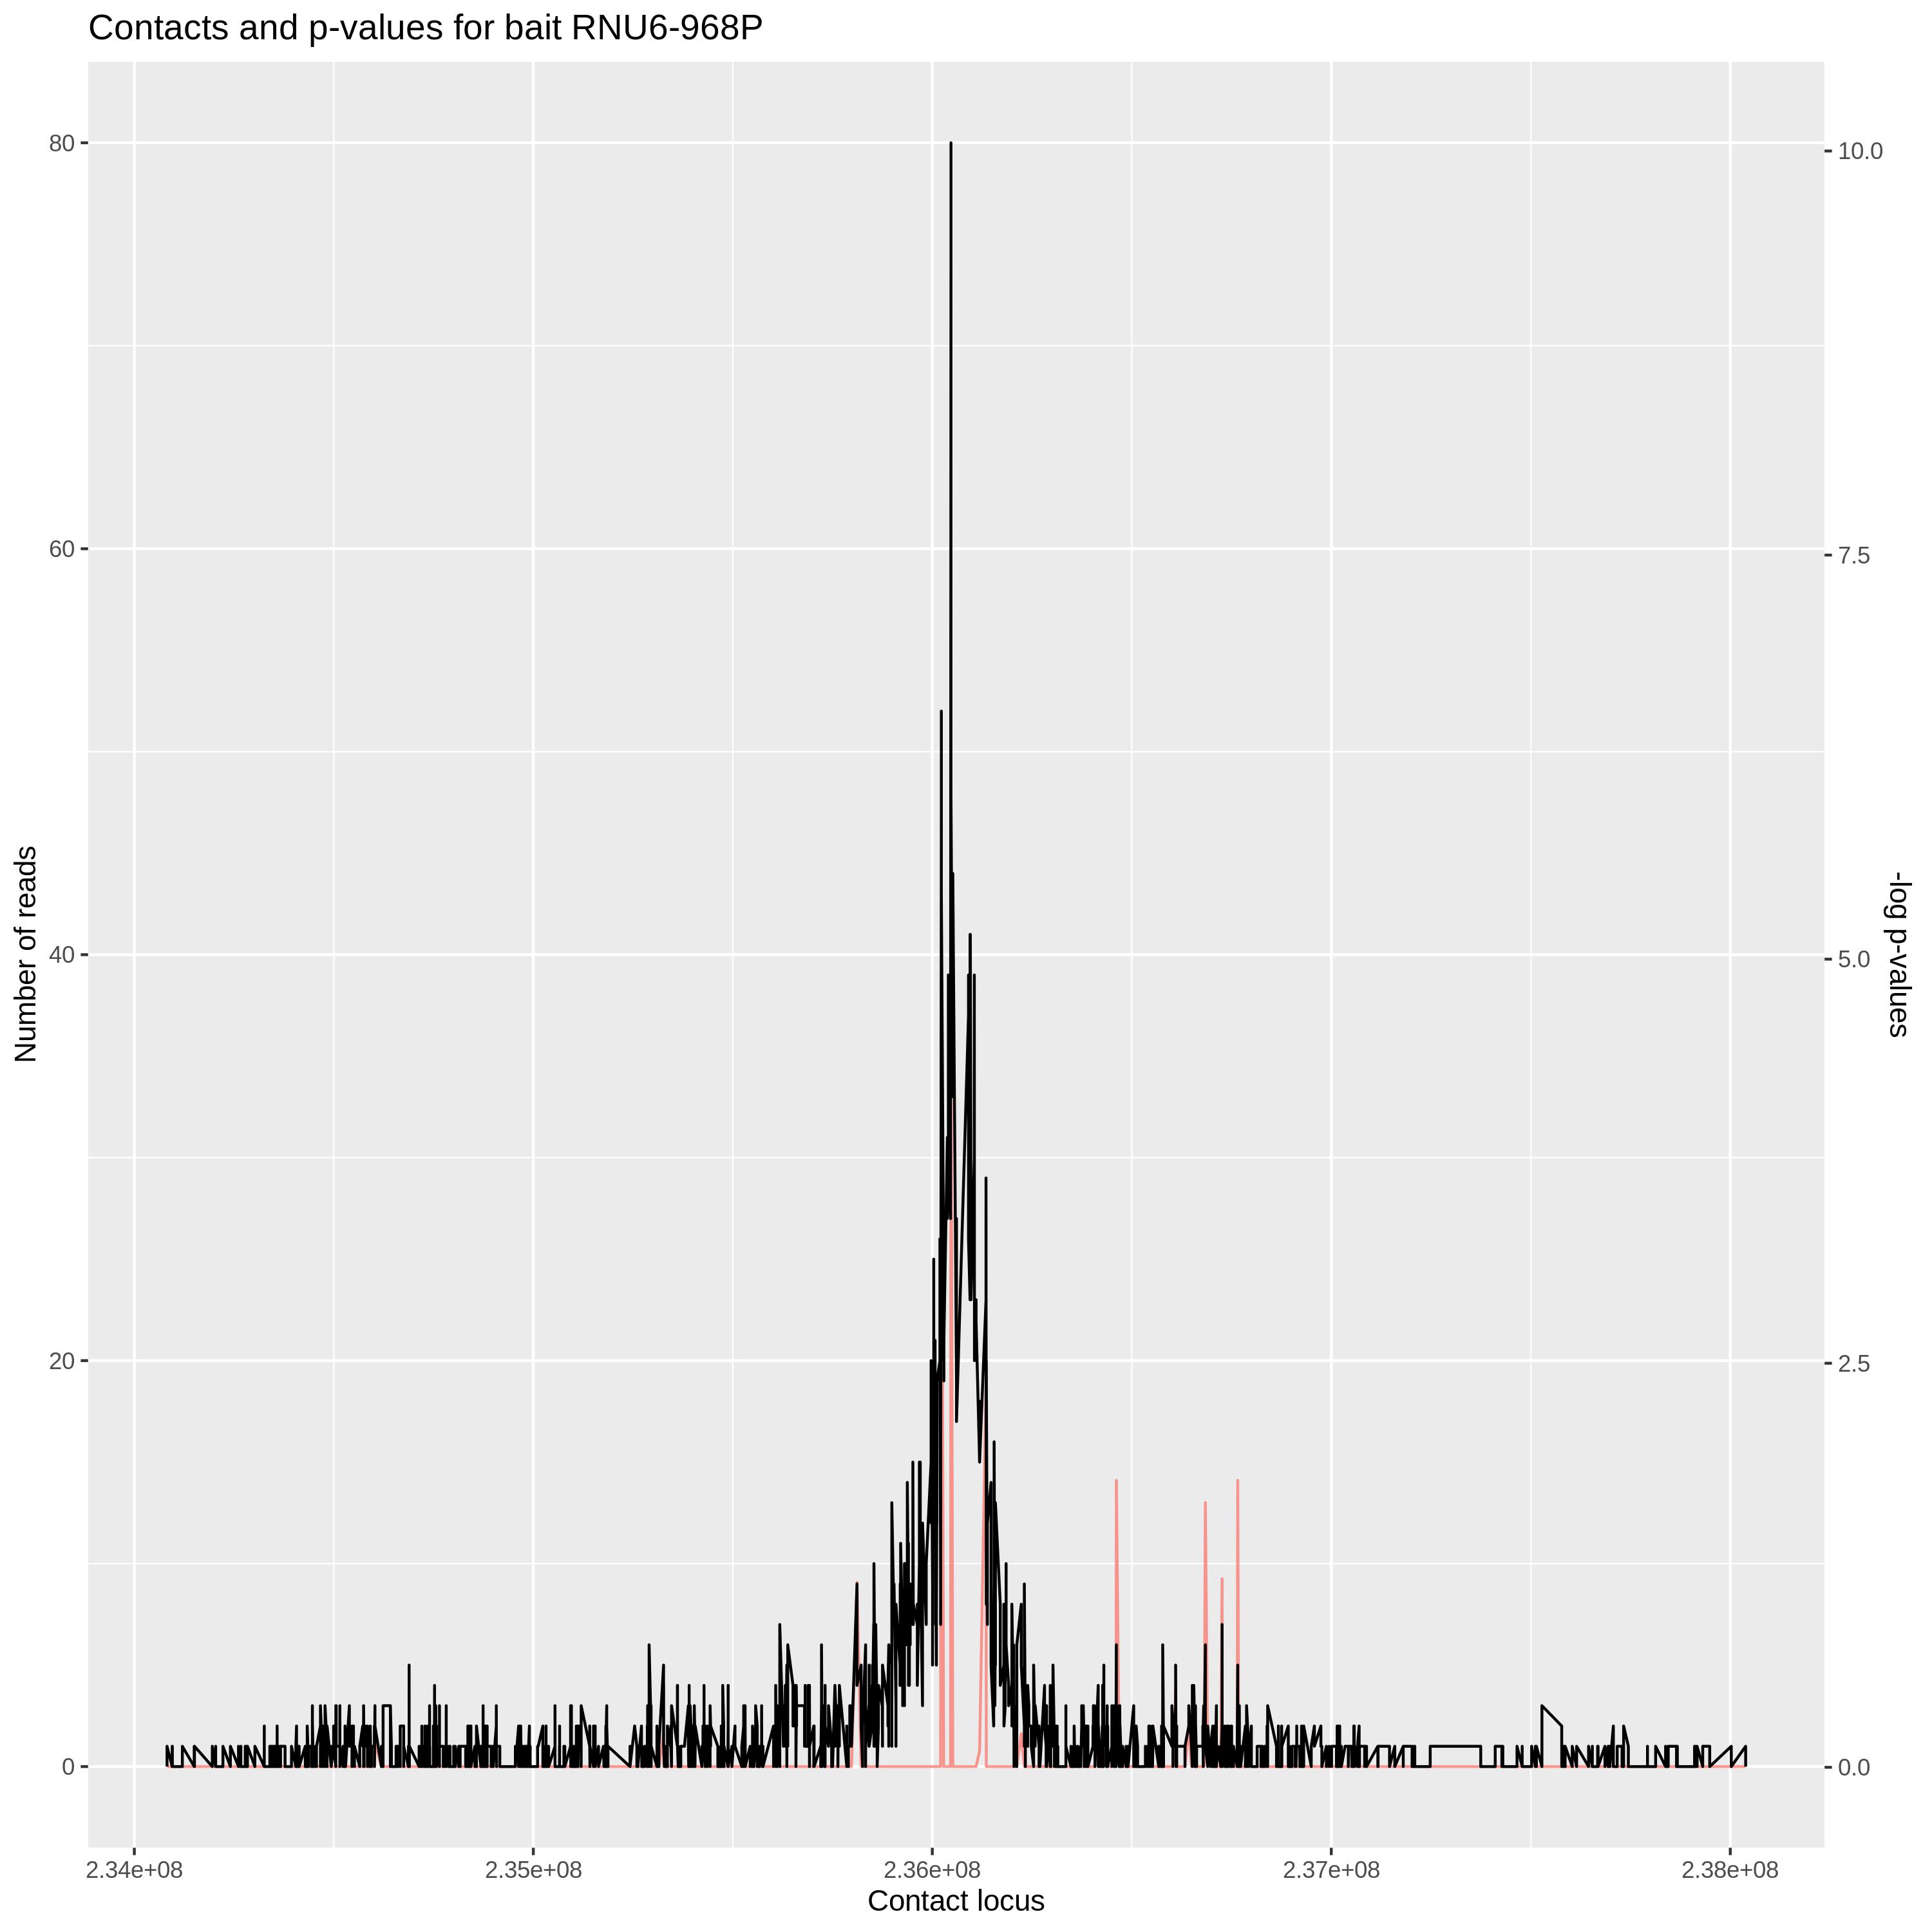 Contacts and p-values for bait RNU6-968P
80
60
40
20
0
Number of reads
10.0
7.5
5.0
2.5
0.0
-log p-values
2.34e+08
2.35e+08
2.36e+08
2.37e+08
2.38e+08
Contact locus